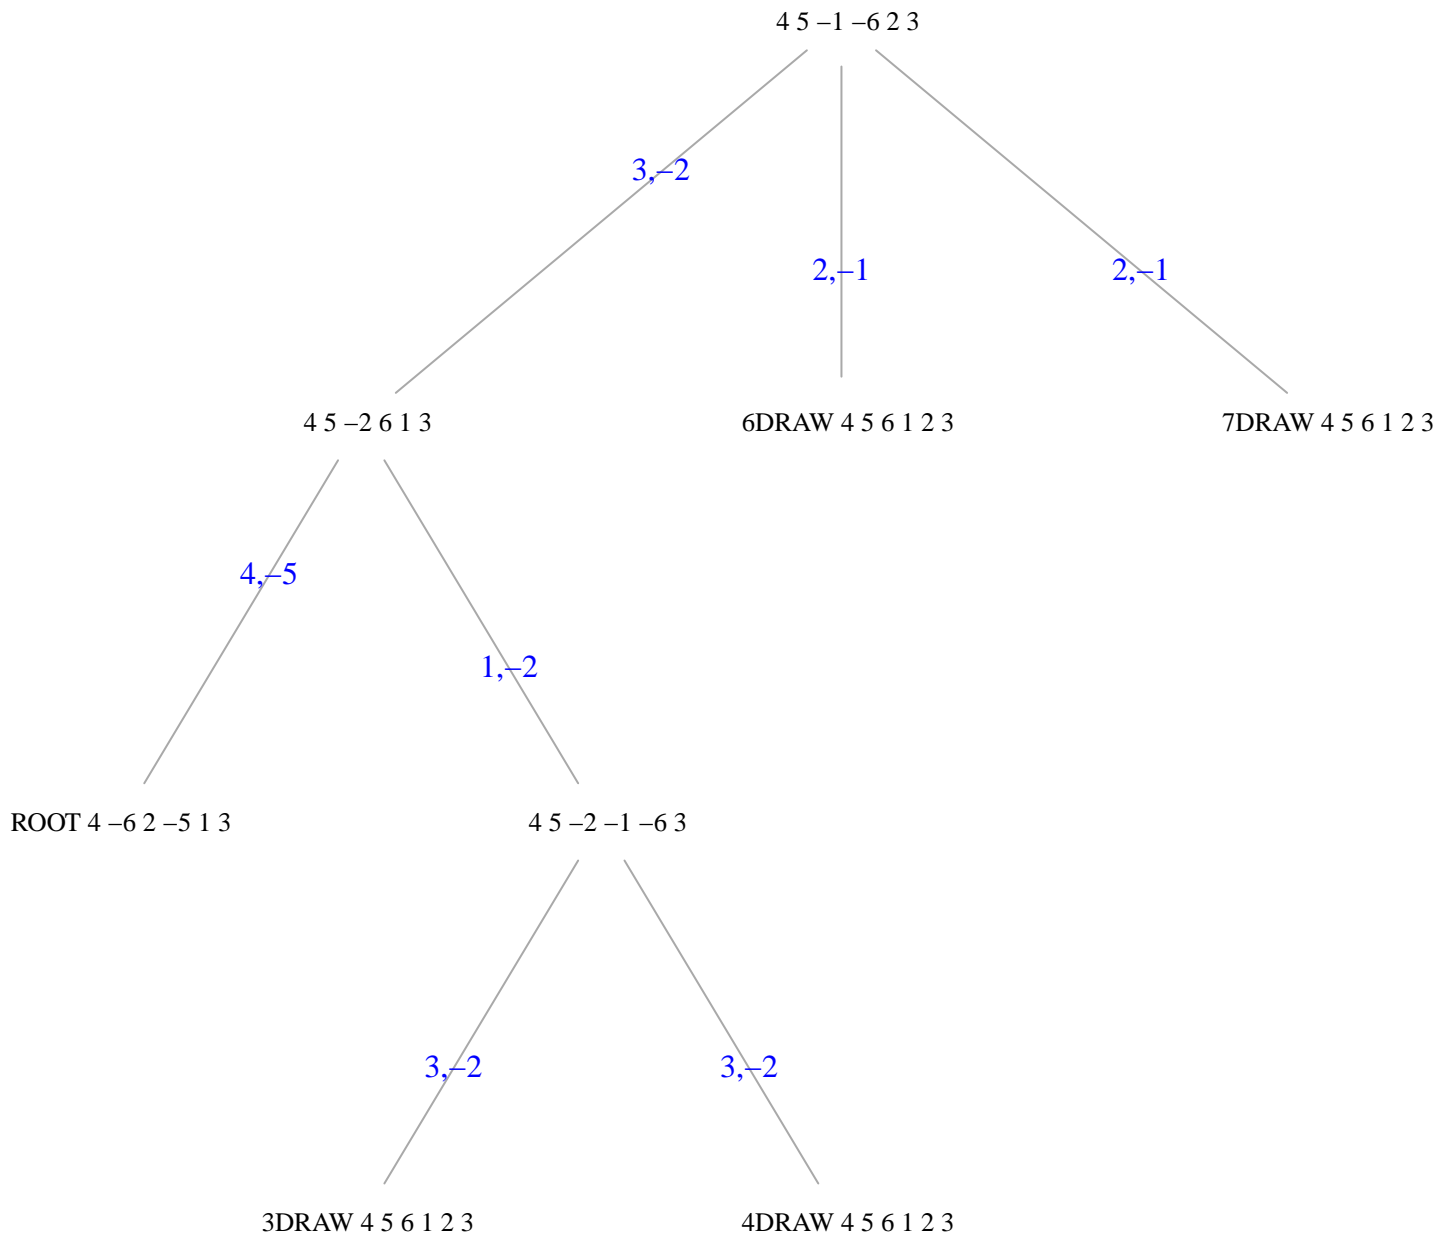 4 5 –1 –6 2 3
3,–2
2,–1
2,–1
4 5 –2 6 1 3
6DRAW 4 5 6 1 2 3
7DRAW 4 5 6 1 2 3
4,–5
1,–2
ROOT 4 –6 2 –5 1 3
4 5 –2 –1 –6 3
3,–2
3,–2
3DRAW 4 5 6 1 2 3
4DRAW 4 5 6 1 2 3